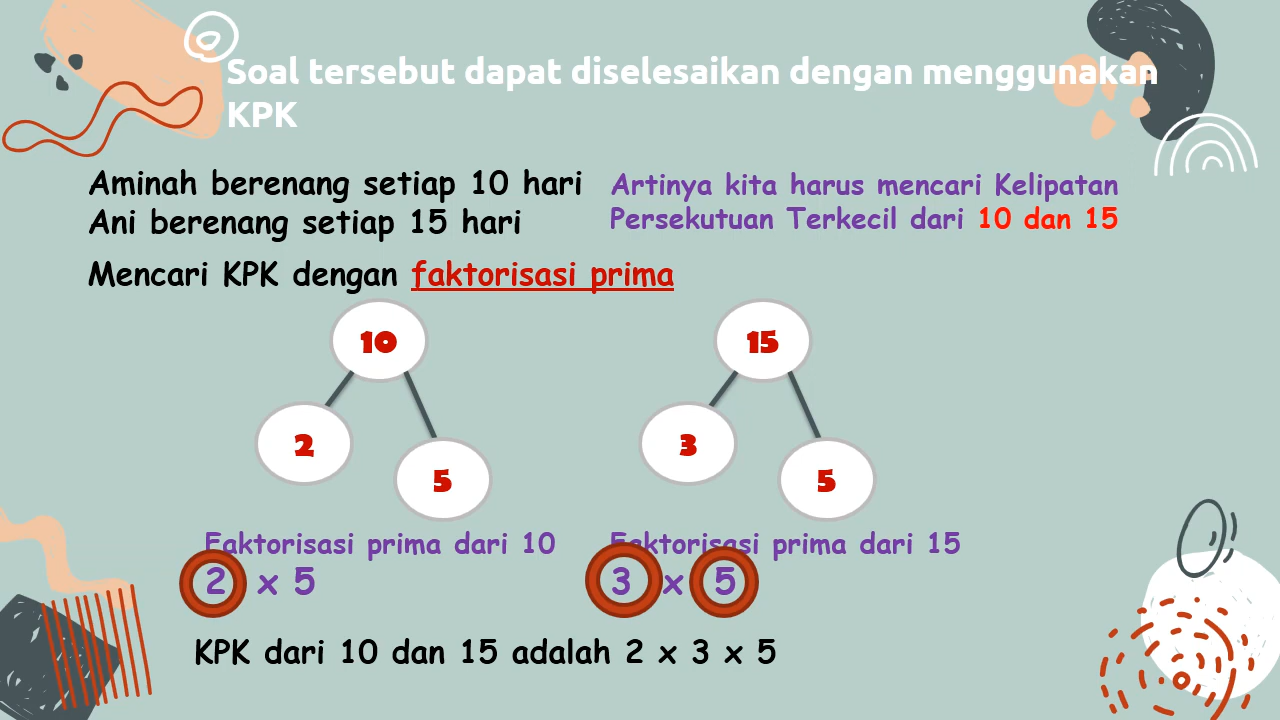 Soal tersebut dapat diselesaikan dengan menggunakan
KPK
Aminah berenang setiap 10 hari
Ani berenang setiap 15 hari
Artinya kita harus mencari Kelipatan
Persekutuan Terkecil dari 10 dan 15
Mencari KPK dengan faktorisasi prima
10
2
5
15
3
5
Faktorisasi prima dari 10
2 x 5
Faktorisasi prima dari 15
3 x 5
KPK dari 10 dan 15 adalah 2 x 3 x 5